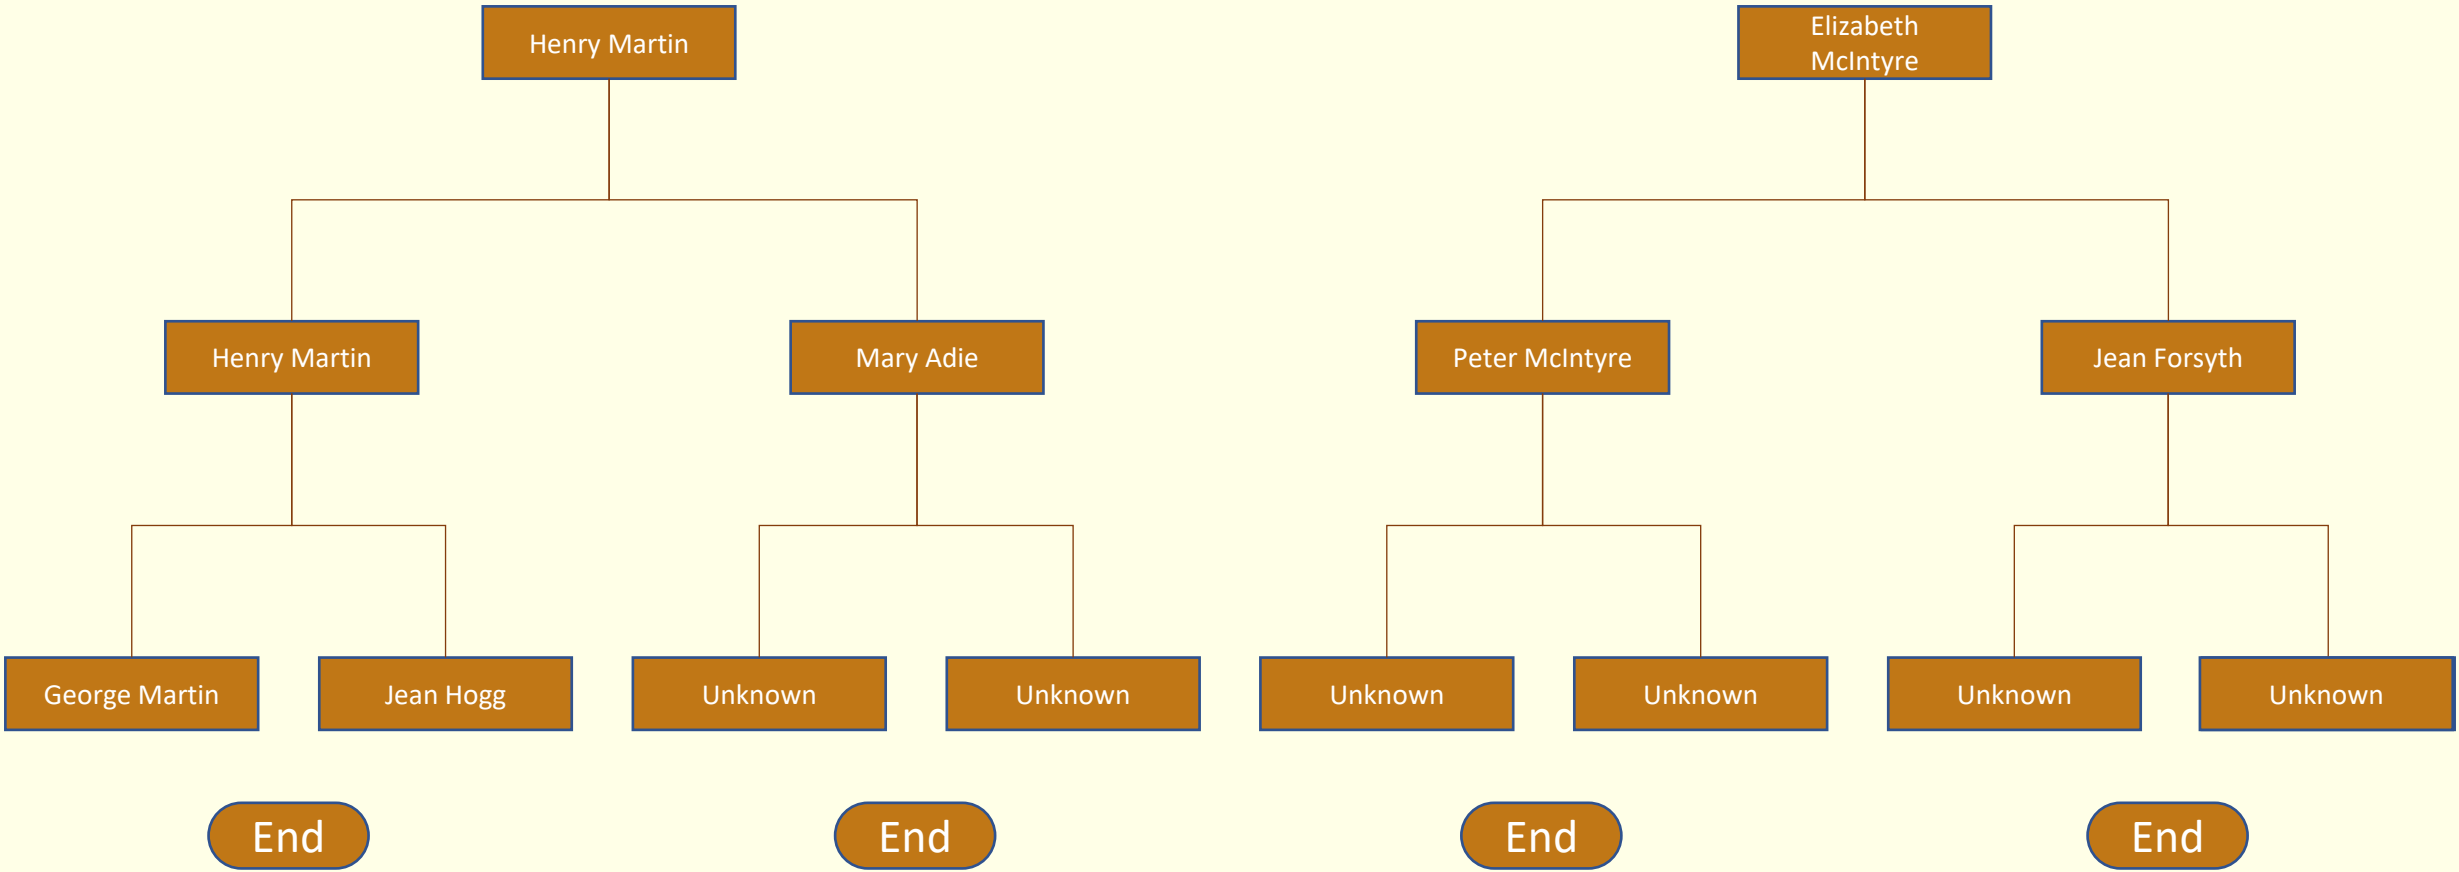 Henry Martin
Elizabeth
McIntyre
Henry Martin
Mary Adie
Peter McIntyre
Jean Forsyth
George Martin
Jean Hogg
Unknown
Unknown
Unknown
Unknown
Unknown
Unknown
End
End
End
End